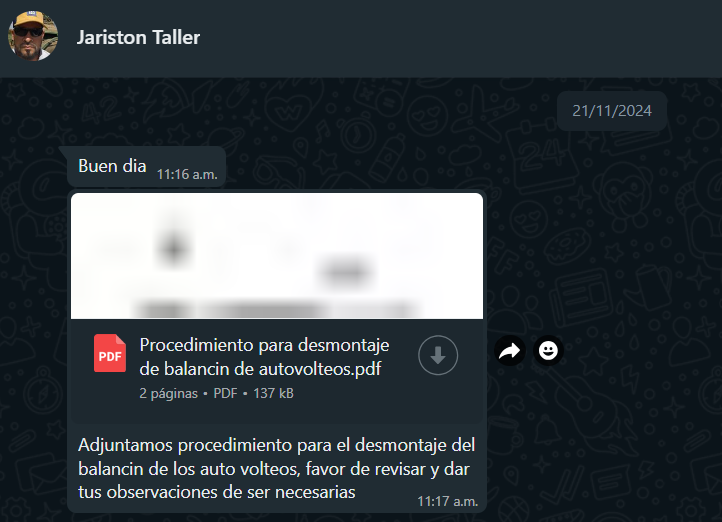 Jariston Taller
21/11/2024
Buen dia
11:16 a.m.
PDF
Procedimiento para desmontaje
de balancin de autovolteos.pdf
2 páginas • PDF • 137 kB
Adjuntamos procedimiento para el desmontaje del
balancin de los auto volteos, favor de revisar y dar
tus observaciones de ser necesarias
11:17 a.m.